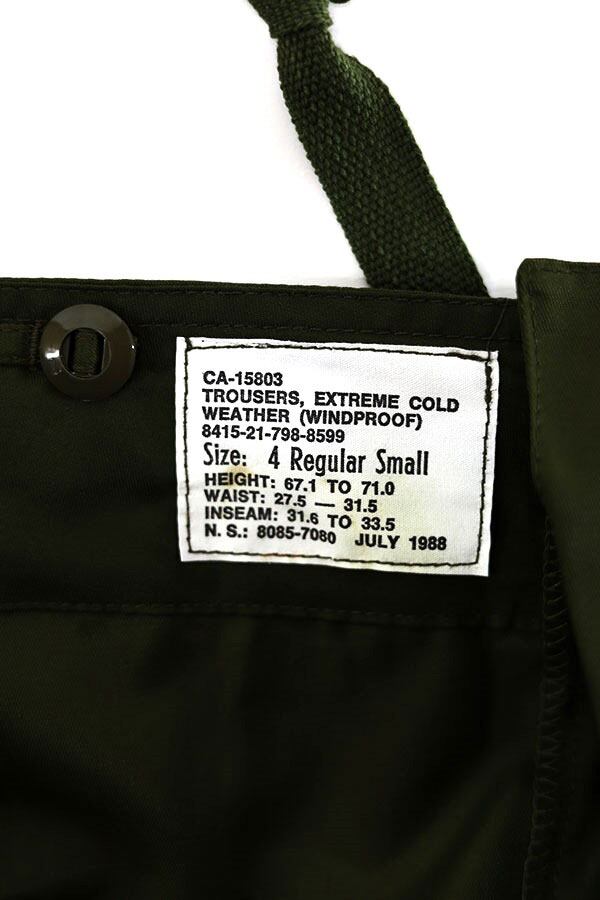 CA-15803
TROUSERS, EXTREME COLD
WEATHER (WINDPROOF)
8415-21-798-8599
Size: 4 Regular Small
HEIGHT: 67.1 TO 71.0
WAIST: 27.5 — 31.5
INSEAM: 31.6 TO 33.5
N. S.: 8085-7080 JULY 1988